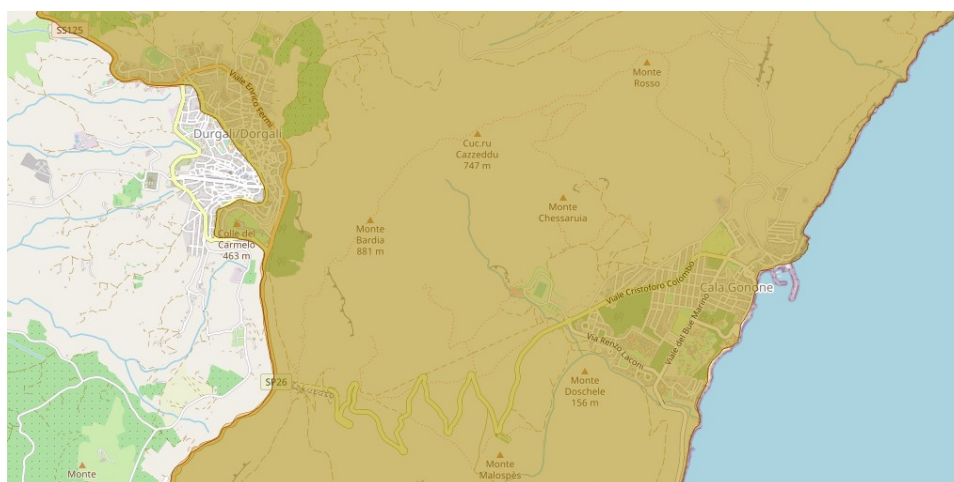 SS125
Viale Enrico Fermi
Durgali/Dorgali
Monte
Rosso
Cuc.ru
Cazzeddu
747 m
Monte
Chessaruia
Monte
Bardia
881 m
Colle del
Carmelo
463 m
Viale Cristoforo Colombo
Cala Gonone
Viale del Bue Marino
Via Renzo Laconi
SP26
Monte
Doschele
156 m
Monte
Malospès
Monte